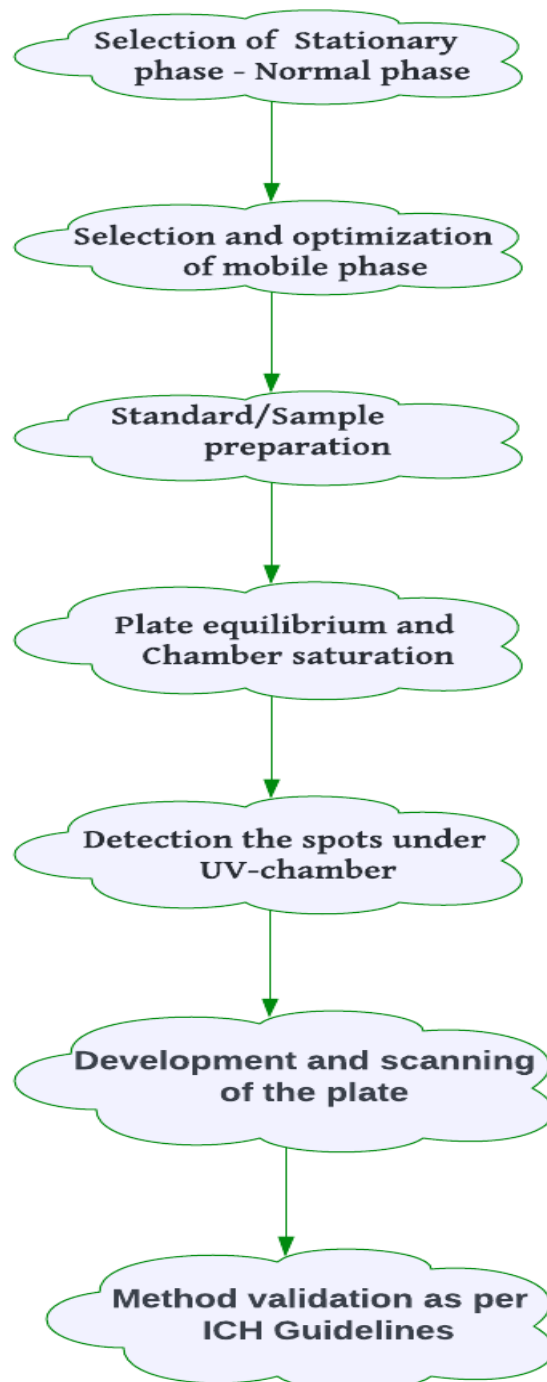 Selection of Stationary
phase - Normal phase
Selection and optimization
of mobile phase
Standard/Sample
preparation
Plate equilibrium and
Chamber saturation
Detection the spots under
UV-chamber
Development and scanning
of the plate
Method validation as per
ICH Guidelines